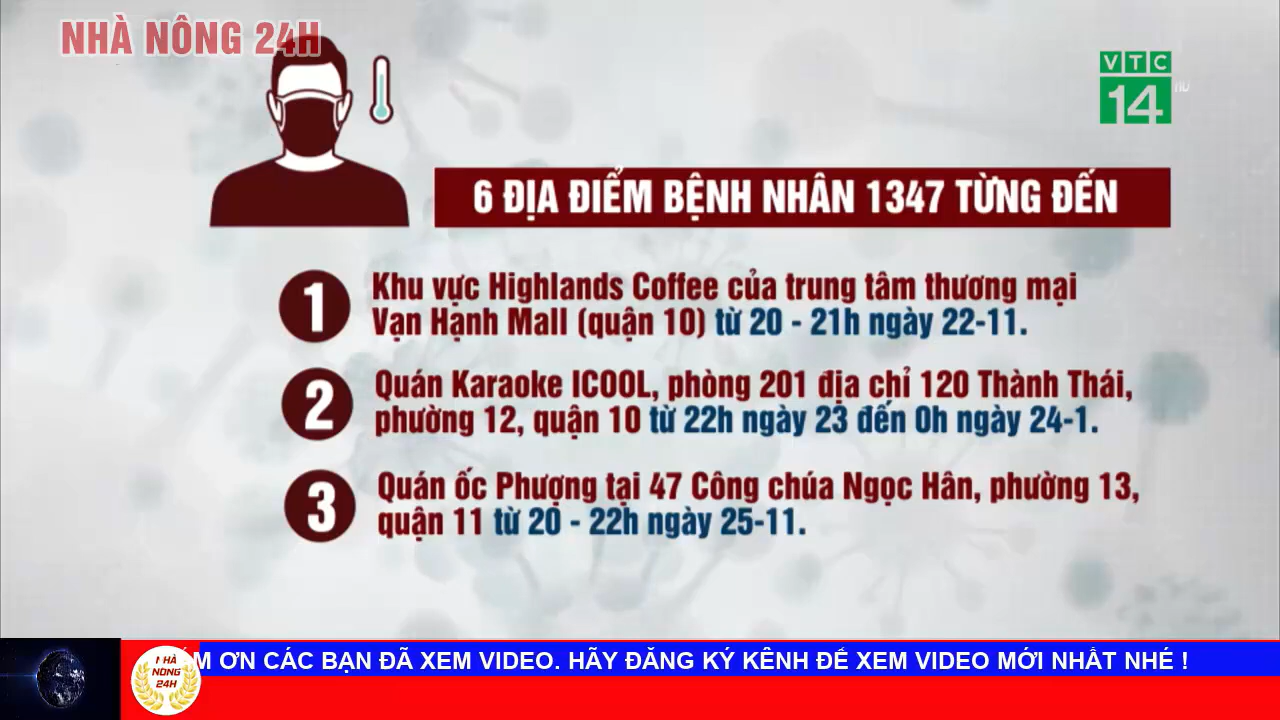 NHÀ NÔNG 24H
VTC
14
HD
6 ĐỊA ĐIỂM BỆNH NHÂN 1347 TỪNG ĐẾN
1
Khu vực Highlands Coffee của trung tâm thương mại
Vạn Hạnh Mall (quận 10) từ 20 - 21h ngày 22-11.
2
Quán Karaoke ICOOL, phòng 201 địa chỉ 120 Thành Thái,
phường 12, quận 10 từ 22h ngày 23 đến 0h ngày 24-1.
3
Quán ốc Phượng tại 47 Công chúa Ngọc Hân, phường 13,
quận 11 từ 20 - 22h ngày 25-11.
NHÀ
NÔNG
24H
ÁM ƠN CÁC BẠN ĐÃ XEM VIDEO. HÃY ĐĂNG KÝ KÊNH ĐỂ XEM VIDEO MỚI NHẤT NHÉ !